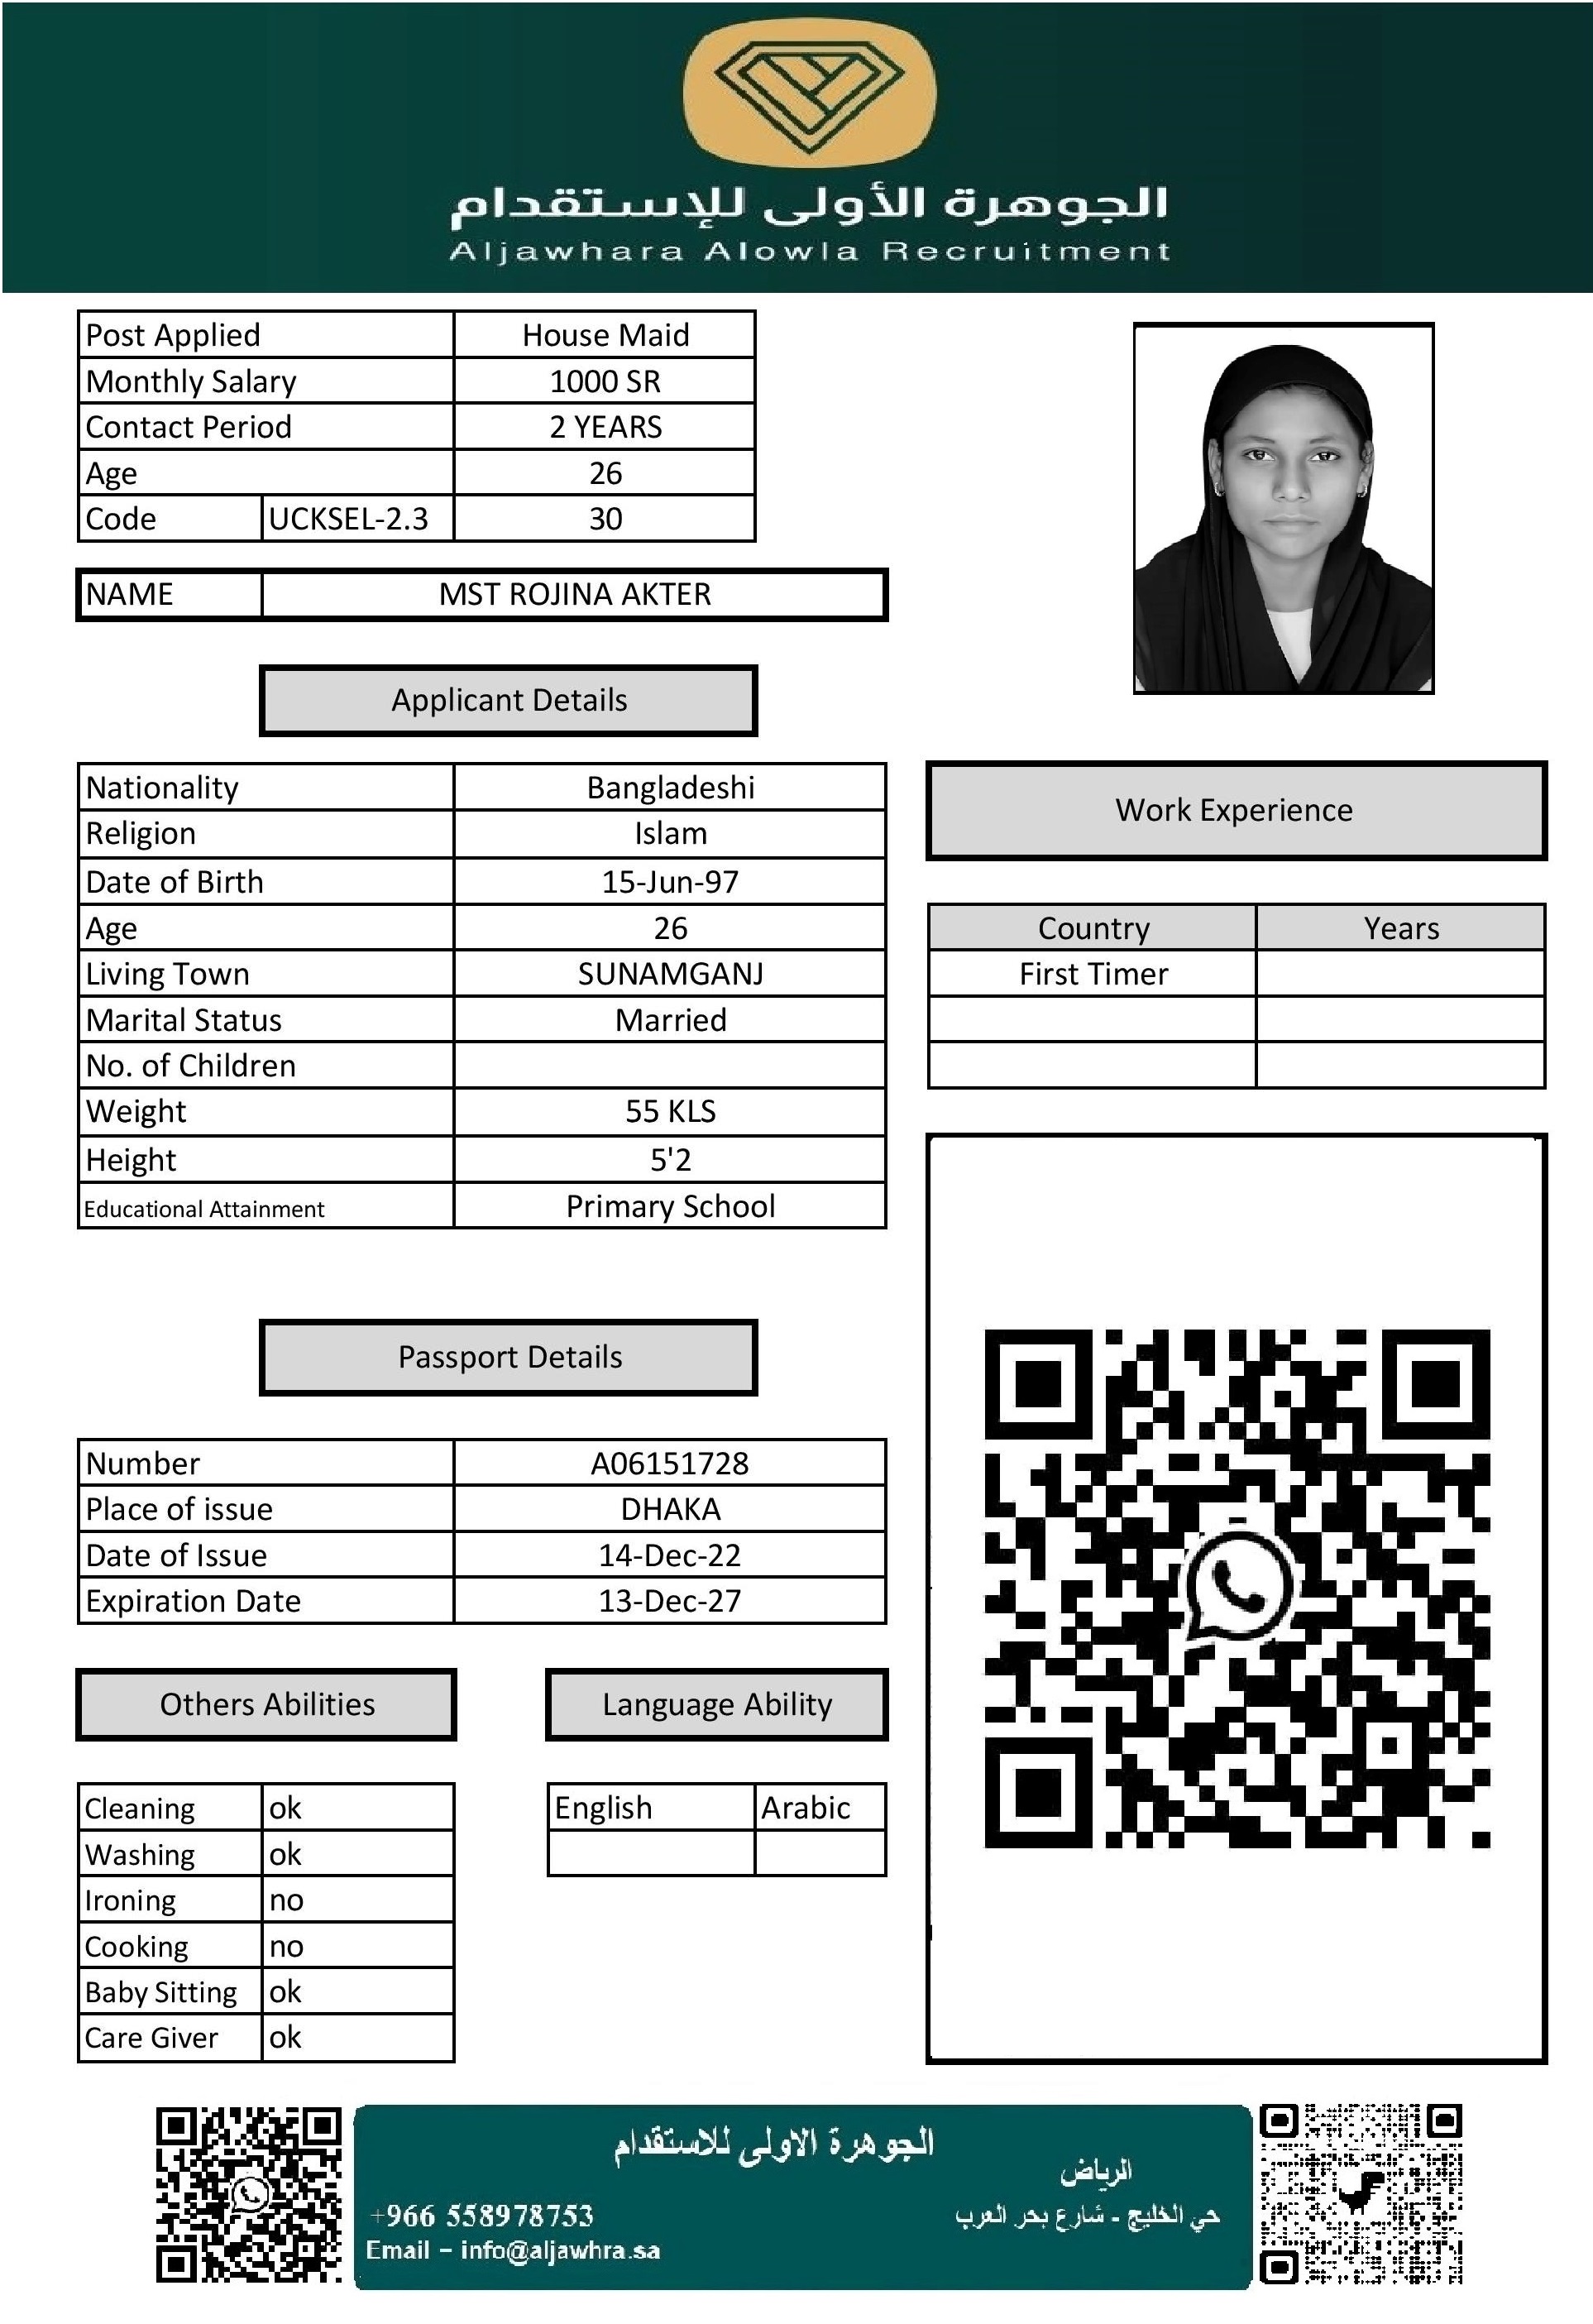 الجوهرة الأولى للإستقدام
Aljawhara Alowla Recruitment
Post Applied House Maid
Monthly Salary 1000 SR
Contact Period 2 YEARS
Age 26
Code UCKSEL-2.3 30
NAME MST ROJINA AKTER
Applicant Details
Nationality Bangladeshi
Religion Islam
Date of Birth 15-Jun-97
Age 26
Living Town SUNAMGANJ
Marital Status Married
No. of Children
Weight 55 KLS
Height 5'2
Educational Attainment Primary School
Work Experience
Country Years
First Timer
Passport Details
Number A06151728
Place of issue DHAKA
Date of Issue 14-Dec-22
Expiration Date 13-Dec-27
Others Abilities
Cleaning ok
Washing ok
Ironing no
Cooking no
Baby Sitting ok
Care Giver ok
Language Ability
English Arabic
الجوهرة الاولى للاستقدام
الرياض
حي الخليج - شارع بحر العرب
+966 558978753
Email – info@aljawhra.sa